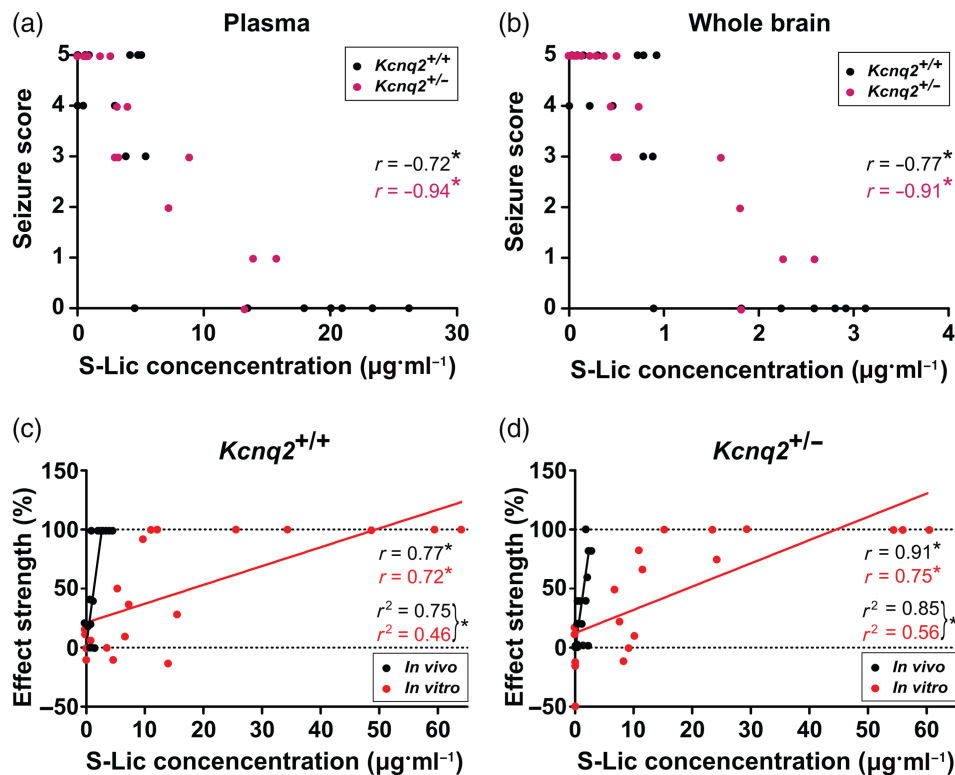 (a) Plasma
Kcnq2+/+
Kcnq2+/−
r = −0.72*
r = −0.94*
Seizure score
5
4
3
2
1
0
0 10 20 30
S-Lic concencentration (µg·ml⁻¹)
(b) Whole brain
Kcnq2+/+
Kcnq2+/−
r = −0.77*
r = −0.91*
Seizure score
5
4
3
2
1
0
0 1 2 3 4
S-Lic concencentration (µg·ml⁻¹)
(c) Kcnq2+/+
Effect strength (%)
150
100
50
0
−50
r = 0.77*
r = 0.72*
r² = 0.75
r² = 0.46 } *
In vivo
In vitro
0 10 20 30 40 50 60
S-Lic concencentration (µg·ml⁻¹)
(d) Kcnq2+/−
Effect strength (%)
150
100
50
0
−50
r = 0.91*
r = 0.75*
r² = 0.85
r² = 0.56 } *
In vivo
In vitro
0 10 20 30 40 50 60
S-Lic concencentration (µg·ml⁻¹)